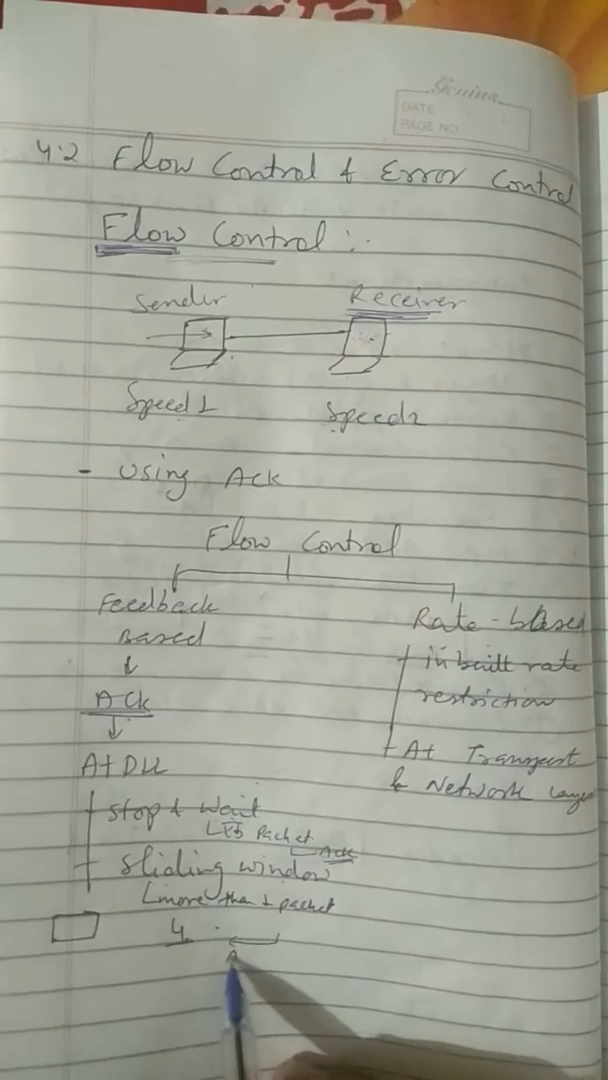 Genius
DATE
PAGE NO
4.2 Flow Control & Error Control
Flow Control :-
Sender Receiver
Speed 1 Speed 2
- Using Ack
Flow Control
Feedback Based
Rate-based
Ack
in built rate restriction
At DLL
At Transport & Network Layer
Stop & Wait
Packet
Ack
Sliding window
more than 1 packet
4
A